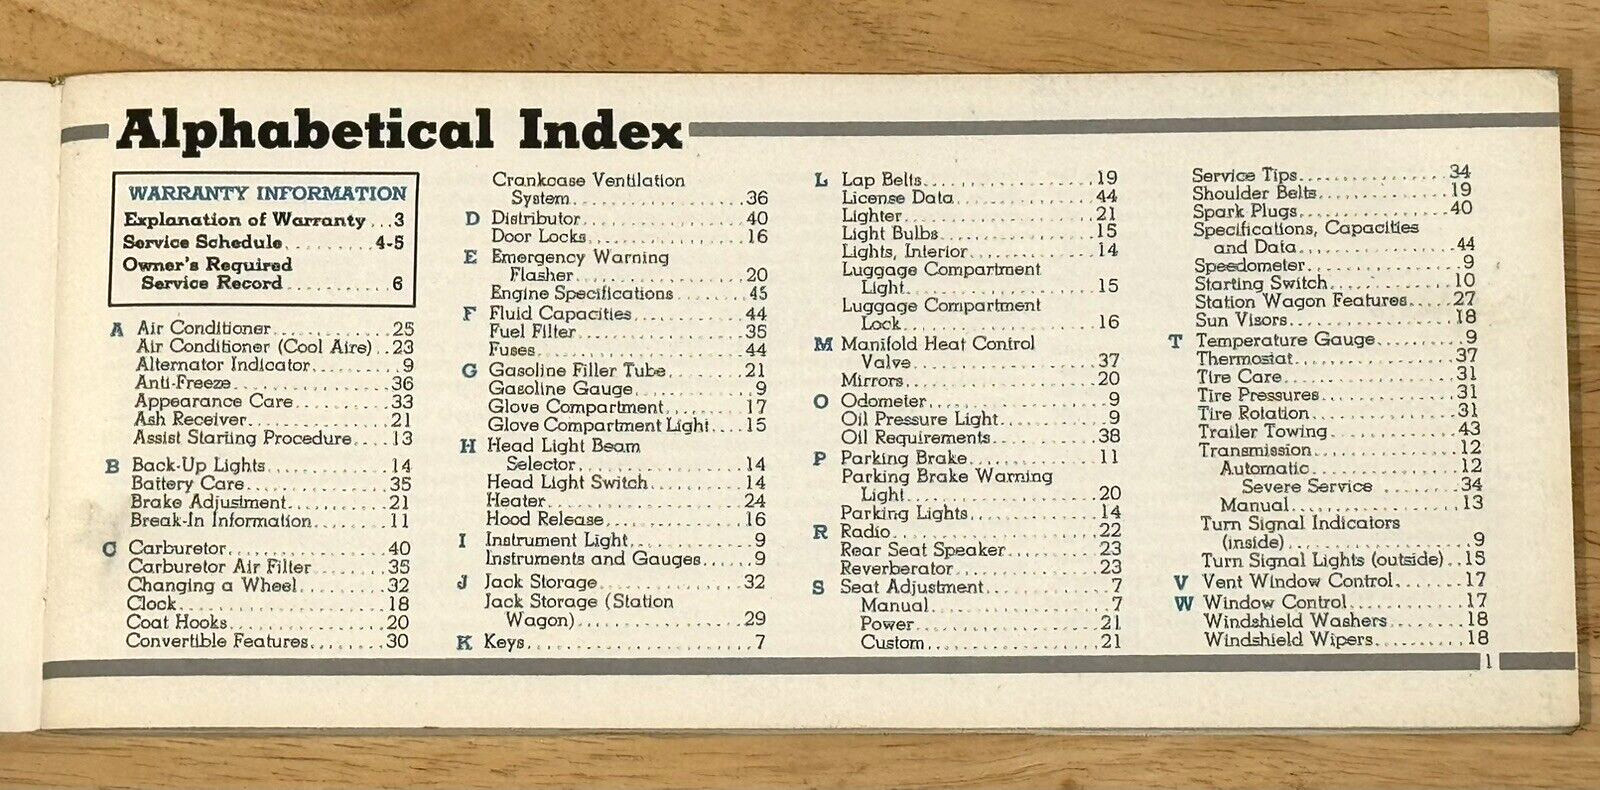 Alphabetical Index
WARRANTY INFORMATION
Explanation of Warranty...3
Service Schedule..........4-5
Owner's Required
Service Record............6
A Air Conditioner............25
Air Conditioner (Cool Aire)..23
Alternator Indicator..........9
Anti-Freeze..................36
Appearance Care..............33
Ash Receiver.................21
Assist Starting Procedure....13
B Back-Up Lights.............14
Battery Care.................35
Brake Adjustment.............21
Break-In Information.........11
C Carburetor.................40
Carburetor Air Filter........35
Changing a Wheel.............32
Clock........................18
Coat Hooks...................20
Convertible Features.........30
Crankcase Ventilation
System.......................36
D Distributor................40
Door Locks...................16
E Emergency Warning
Flasher......................20
Engine Specifications........45
F Fluid Capacities...........44
Fuel Filter..................35
Fuses........................44
G Gasoline Filler Tube.......21
Gasoline Gauge................9
Glove Compartment............17
Glove Compartment Light....15
H Head Light Beam
Selector.....................14
Head Light Switch............14
Heater.......................24
Hood Release.................16
I Instrument Light............9
Instruments and Gauges........9
J Jack Storage...............32
Jack Storage (Station
Wagon).......................29
K Keys........................7
L Lap Belts..................19
License Data.................44
Lighter......................21
Light Bulbs..................15
Lights, Interior.............14
Luggage Compartment
Light........................15
Luggage Compartment
Lock.........................16
M Manifold Heat Control
Valve........................37
Mirrors......................20
O Odometer....................9
Oil Pressure Light............9
Oil Requirements.............38
P Parking Brake..............11
Parking Brake Warning
Light........................20
Parking Lights...............14
R Radio......................22
Rear Seat Speaker............23
Reverberator.................23
S Seat Adjustment.............7
Manual........................7
Power........................21
Custom.......................21
Service Tips.................34
Shoulder Belts...............19
Spark Plugs..................40
Specifications, Capacities
and Data.....................44
Speedometer...................9
Starting Switch..............10
Station Wagon Features.....27
Sun Visors...................18
T Temperature Gauge...........9
Thermostat...................37
Tire Care....................31
Tire Pressures...............31
Tire Rotation................31
Trailer Towing...............43
Transmission.................12
Automatic....................12
Severe Service ........34
Manual.......................13
Turn Signal Indicators
(inside)......................9
Turn Signal Lights (outside)..15
V Vent Window Control.......17
W Window Control............17
Windshield Washers..........18
Windshield Wipers...........18
1